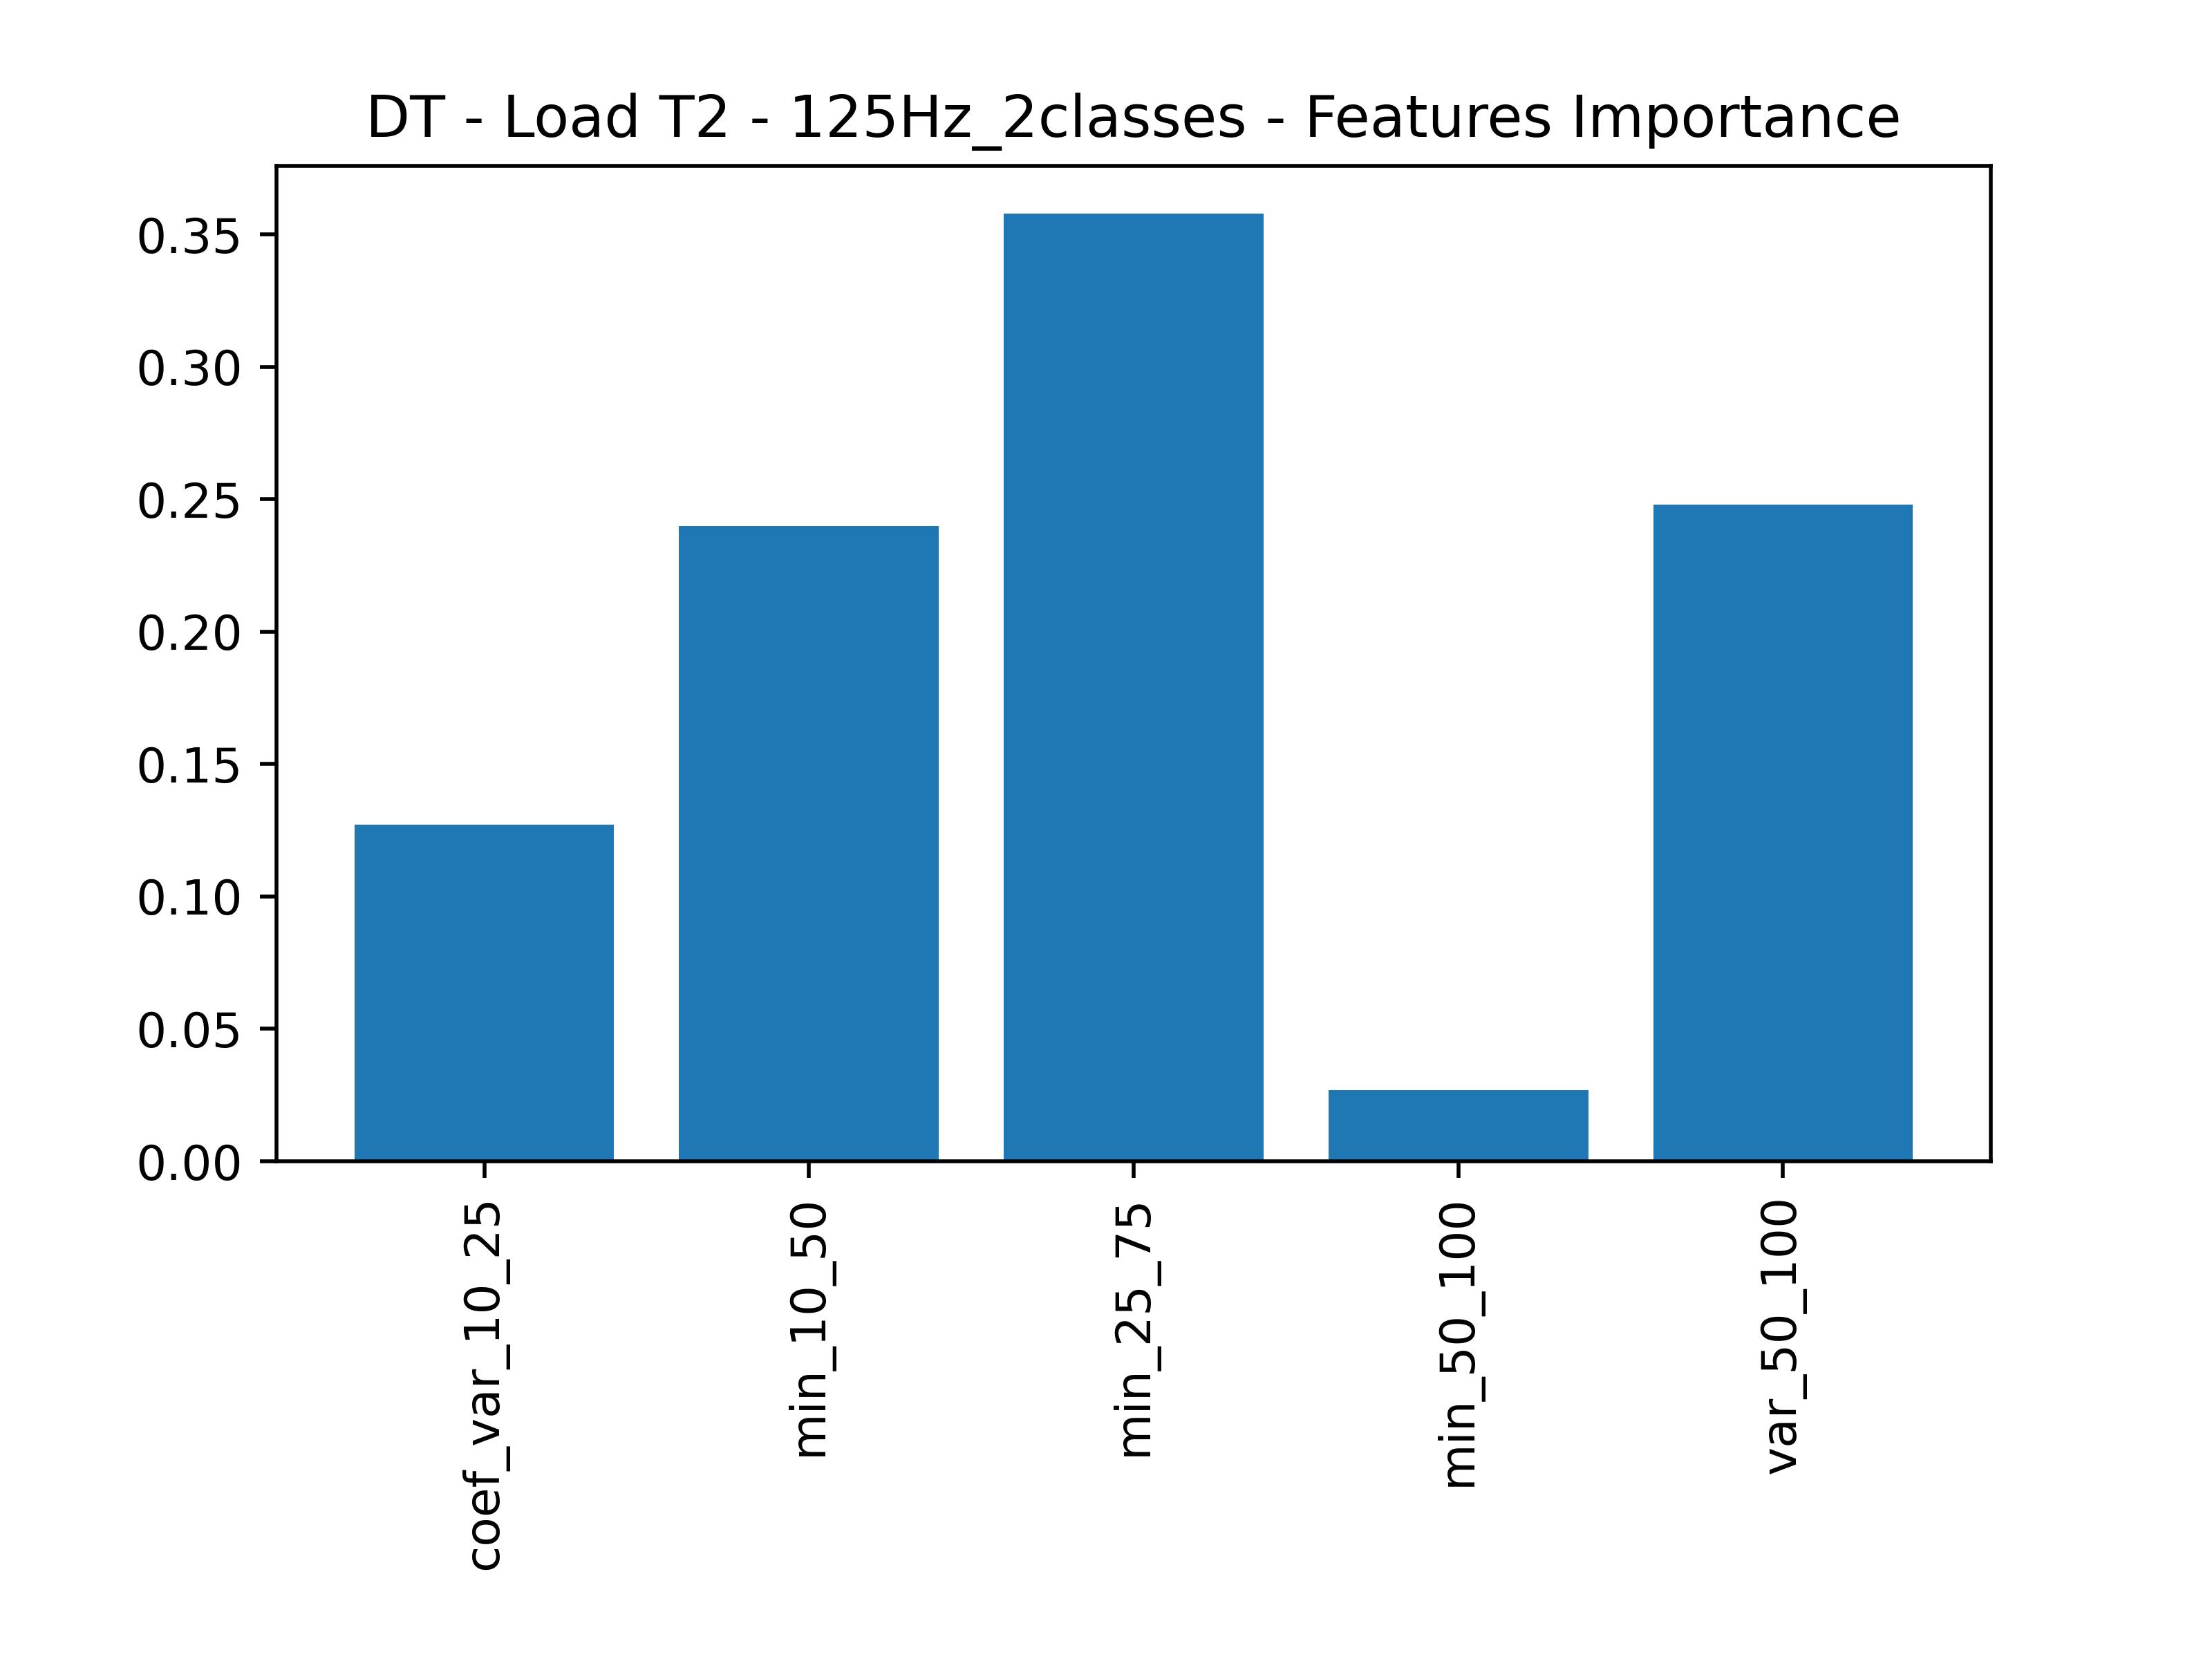 DT - Load T2 - 125Hz_2classes - Features Importance
0.35
0.30
0.25
0.20
0.15
0.10
0.05
0.00
coef_var_10_25
min_10_50
min_25_75
min_50_100
var_50_100